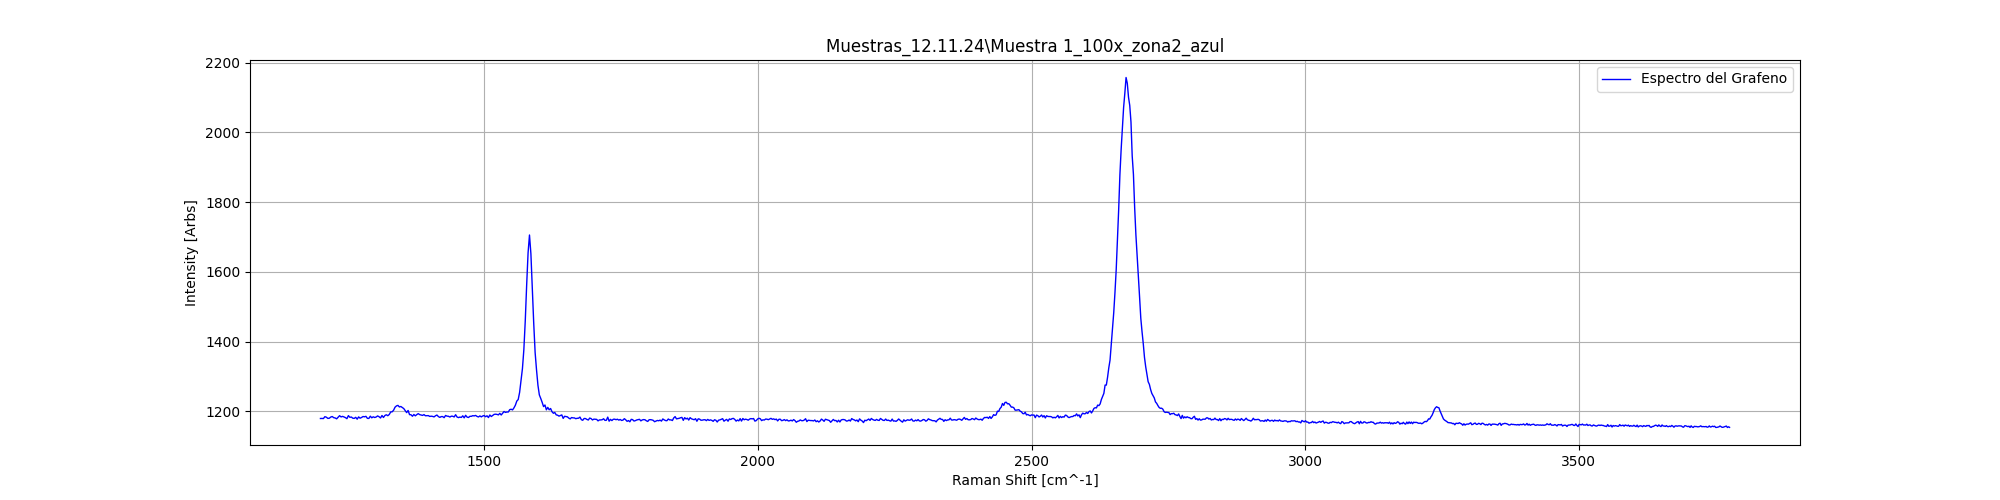 Muestras_12.11.24\Muestra 1_100x_zona2_azul
Espectro del Grafeno
2200
2000
1800
1600
1400
1200
Intensity [Arbs]
1500 2000 2500 3000 3500
Raman Shift [cm^-1]